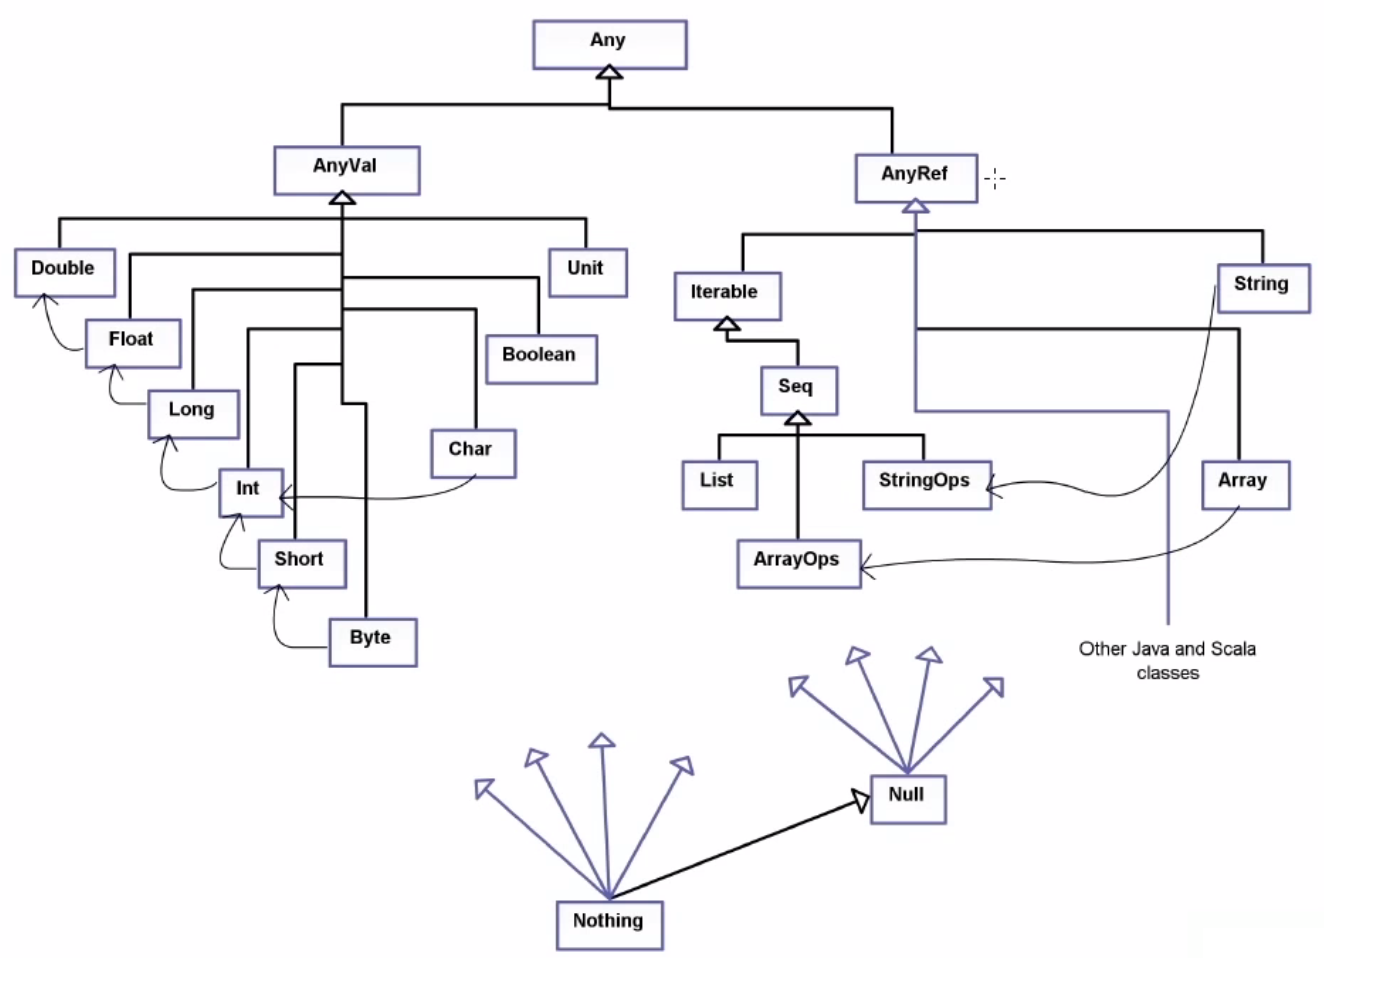 Any
AnyVal
AnyRef
Double
Unit
Iterable
String
Float
Boolean
Seq
Long
Char
Int
List
StringOps
Array
Short
ArrayOps
Byte
Other Java and Scala
classes
Null
Nothing